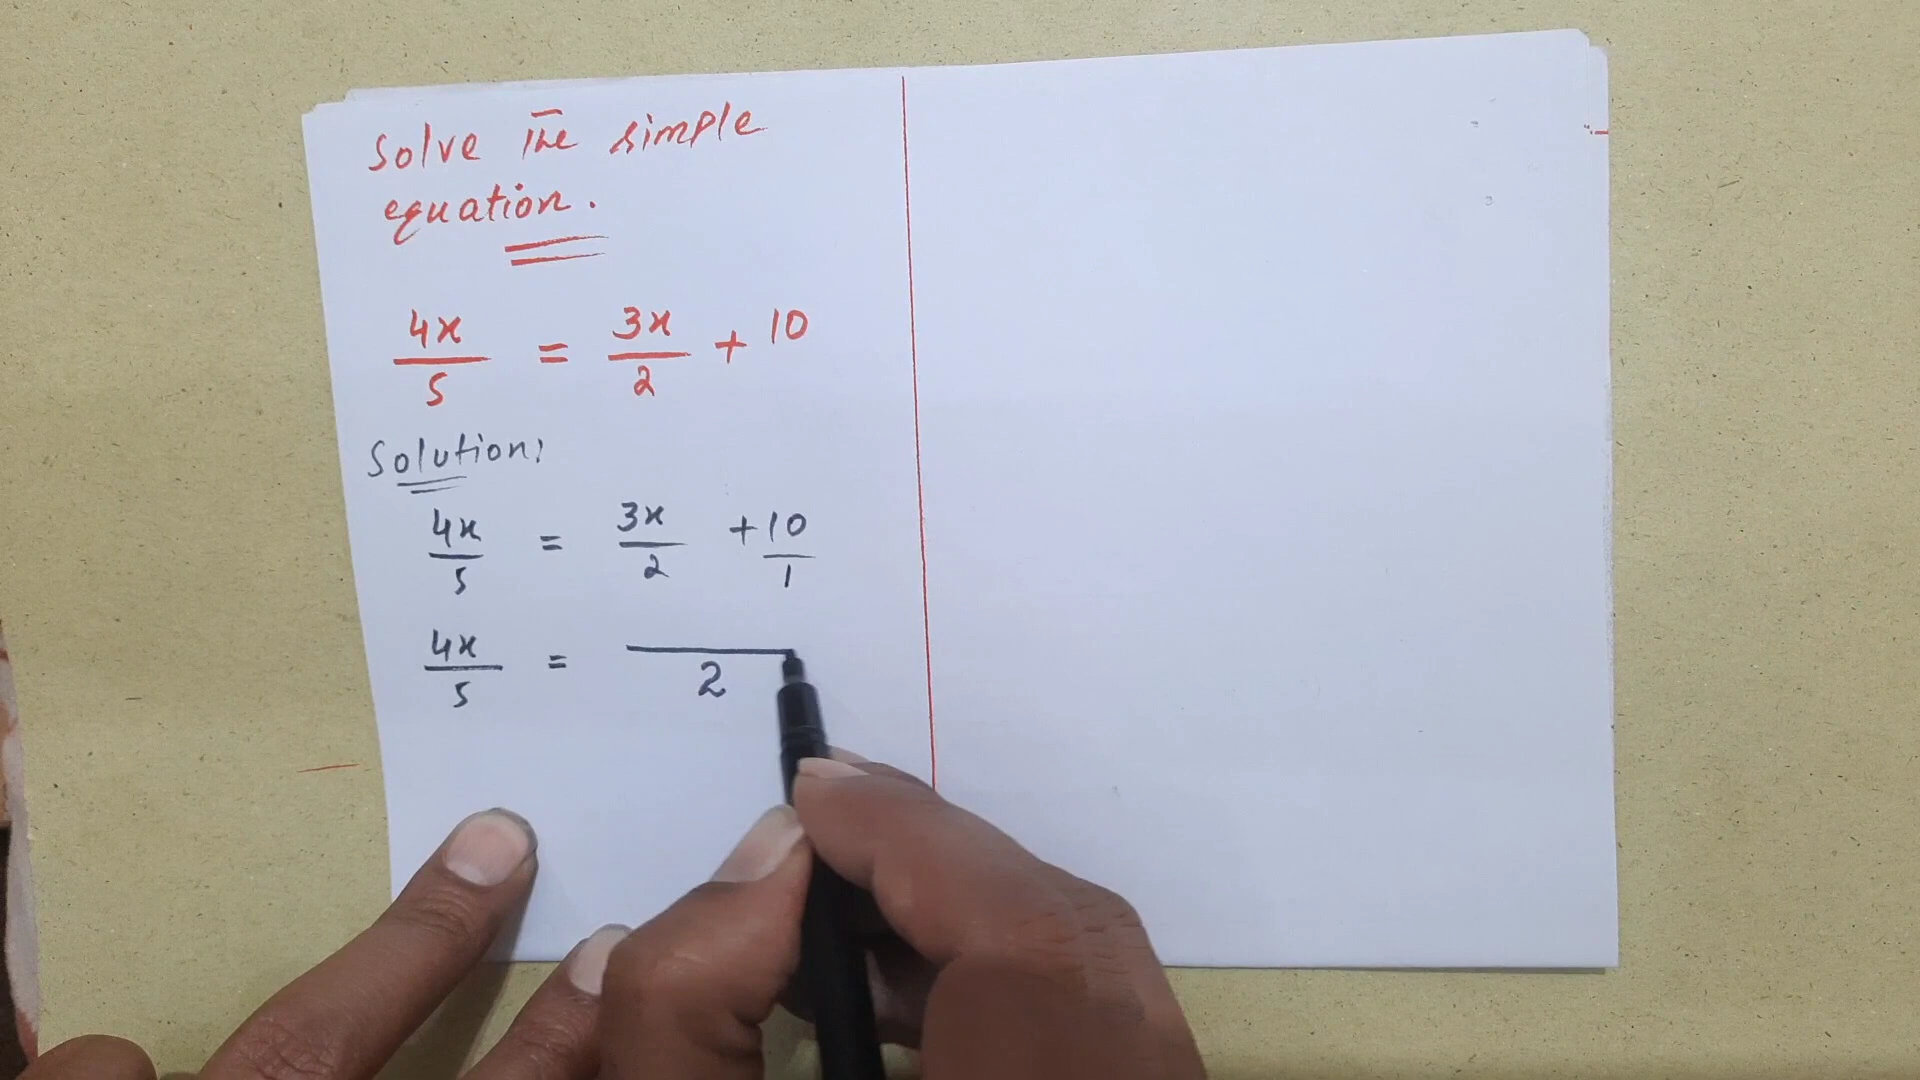 Solve the simple
equation.
4x/5 = 3x/2 + 10
Solution:
4x/5 = 3x/2 + 10/1
4x/5 = /2